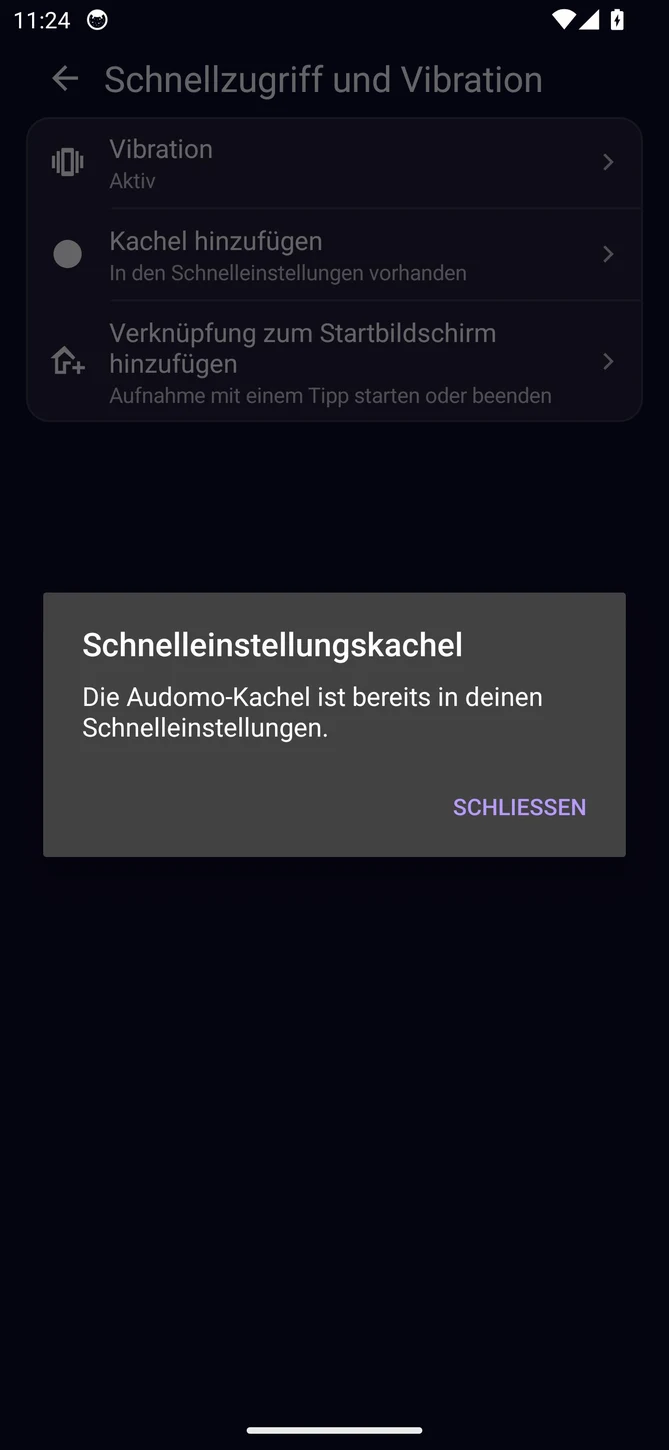 11:24
Schnellzugriff und Vibration
Vibration
Aktiv
Kachel hinzufügen
In den Schnelleinstellungen vorhanden
Verknüpfung zum Startbildschirm
hinzufügen
Aufnahme mit einem Tipp starten oder beenden
Schnelleinstellungskachel
Die Audomo-Kachel ist bereits in deinen
Schnelleinstellungen.
SCHLIESSEN